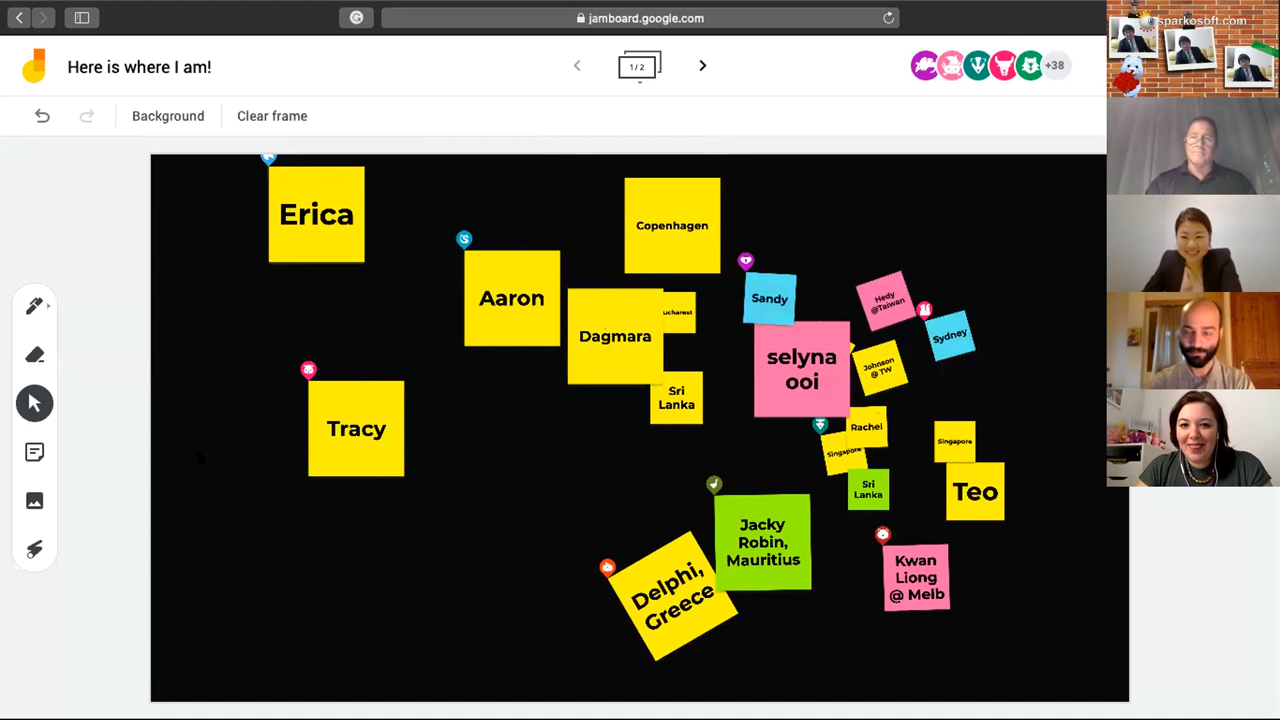 jamboard.google.com
sparkosoft.com
Here is where I am!
1/2
+38
Background
Clear frame
Erica
Copenhagen
Aaron
Dagmara
ucharest
Sri
Lanka
Sandy
Hedy
@Taiwan
Sydney
selyna
ooi
Johnson
@ TW
Tracy
Rachel
Singapore
Singapore
Sri
Lanka
Teo
Jacky
Robin,
Mauritius
Delphi,
Greece
Kwan
Liong
@ Melb